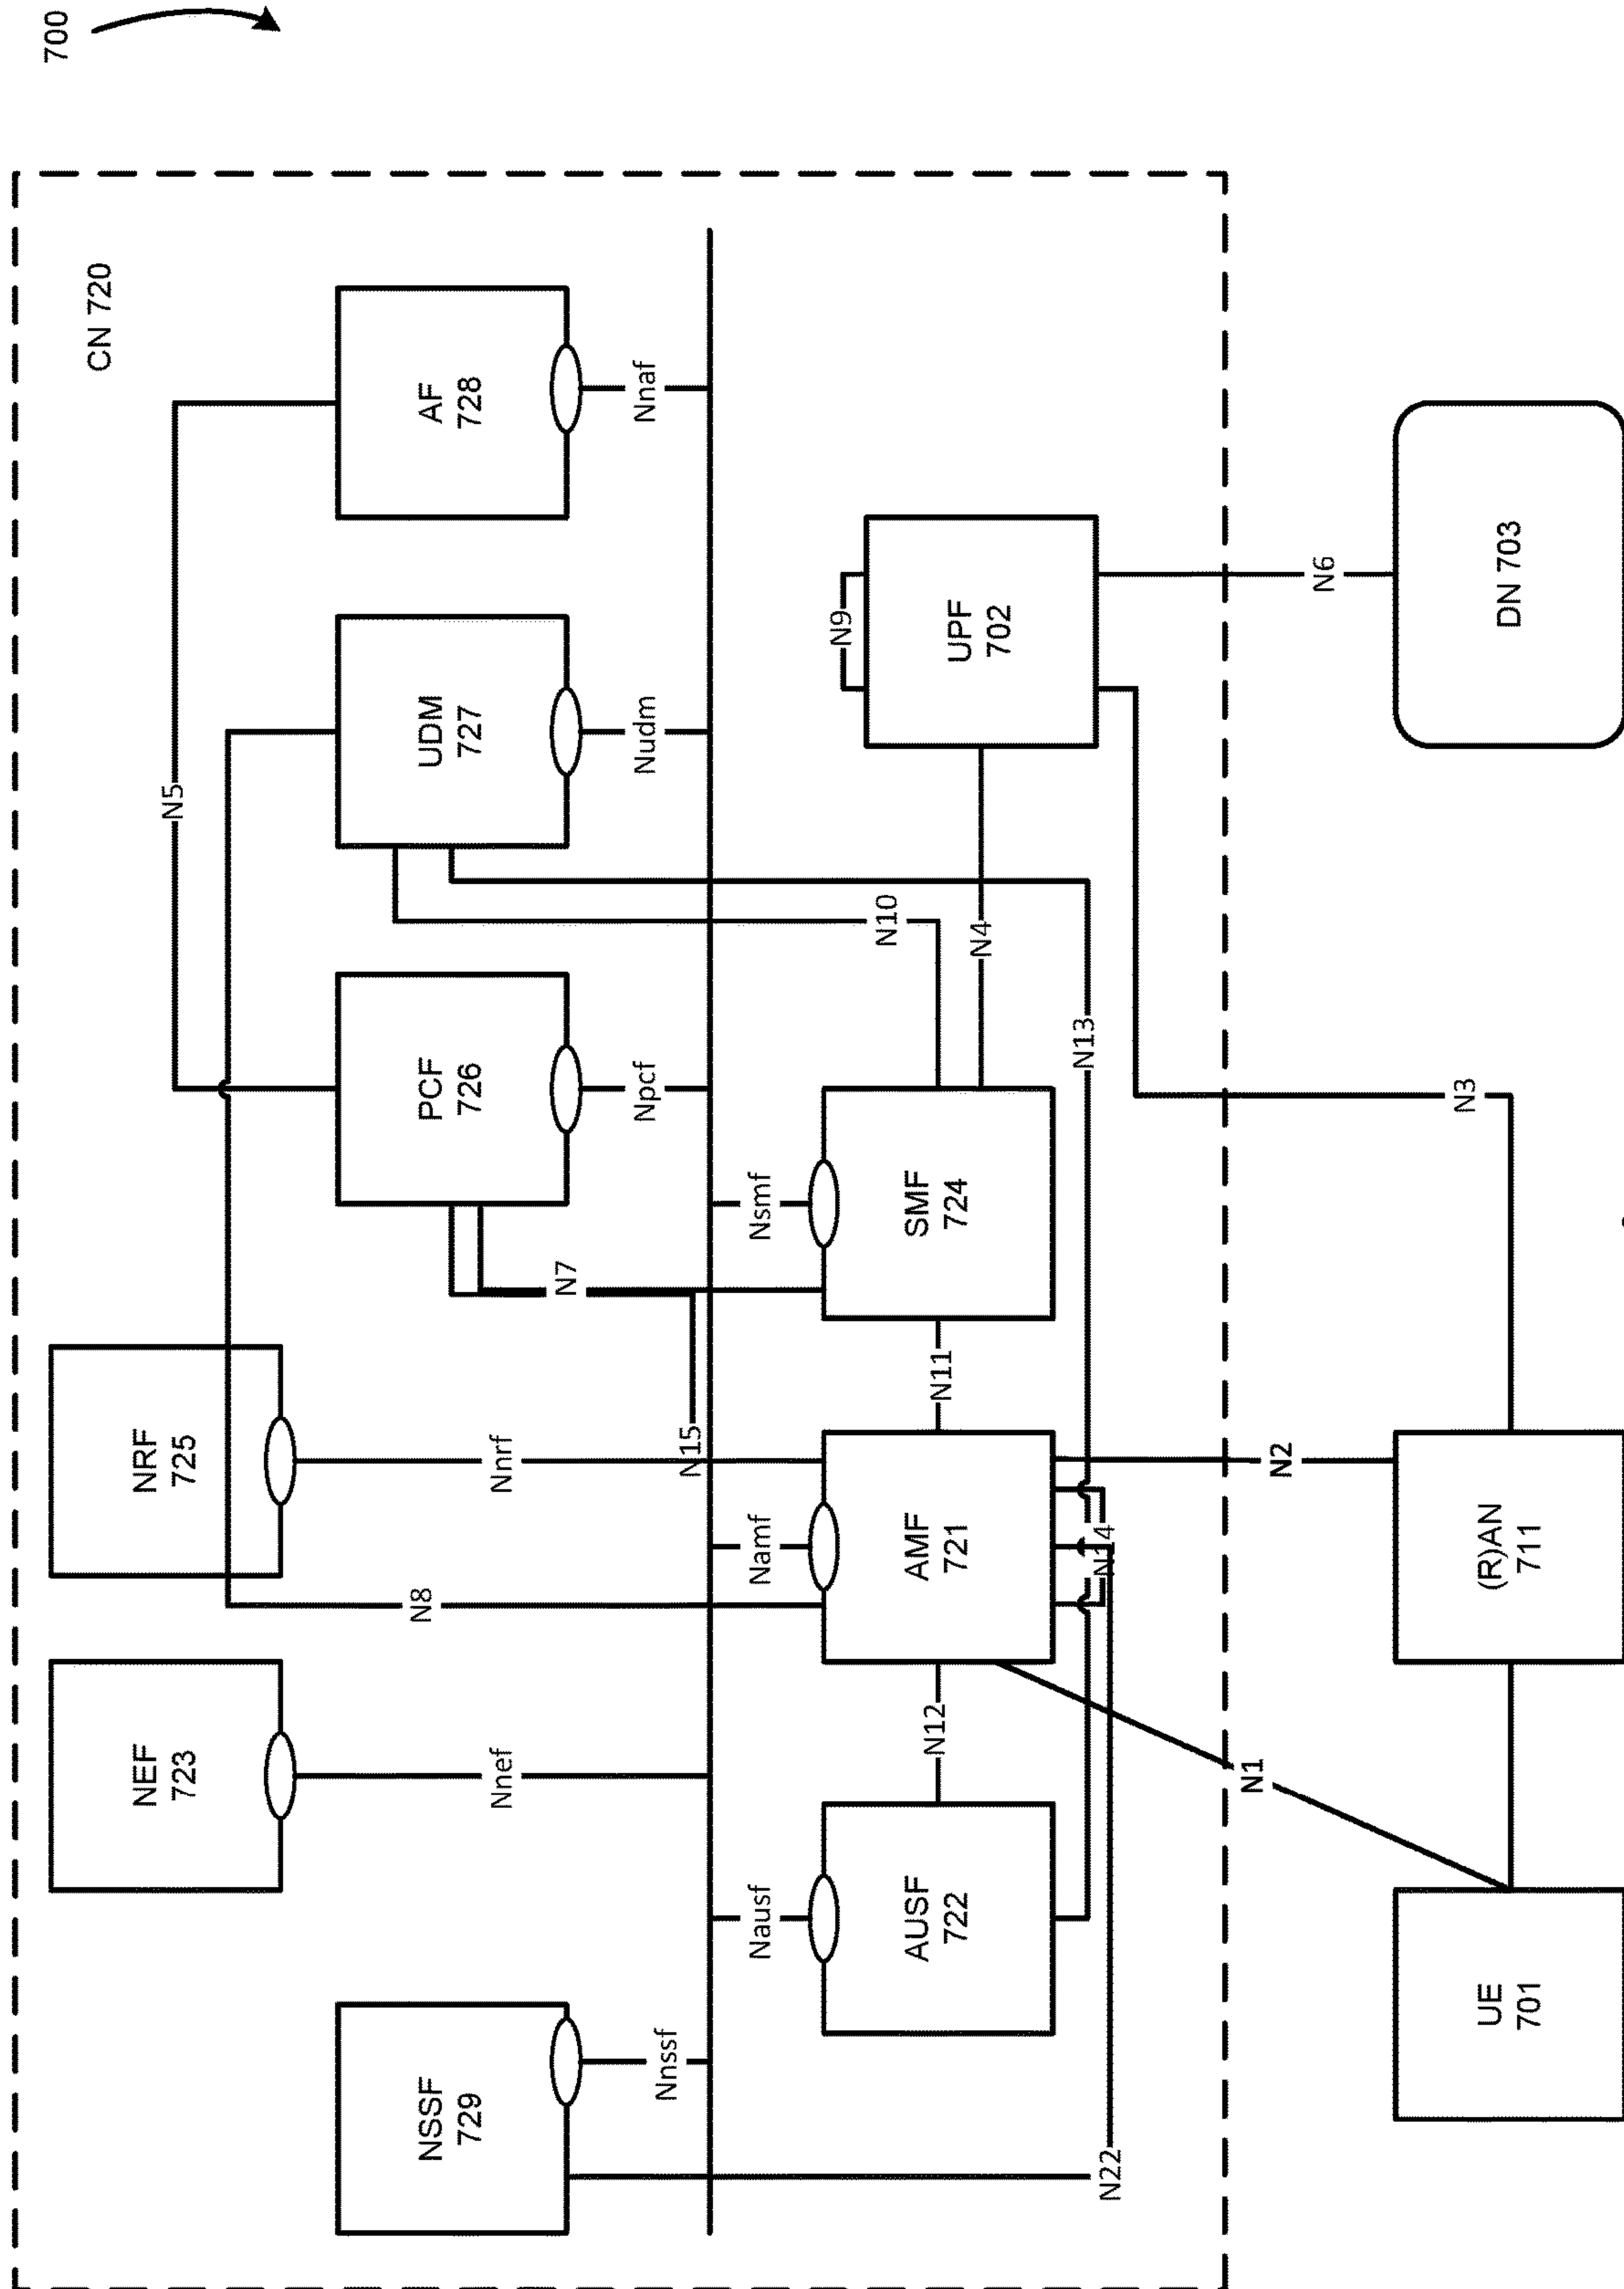 700
CN 720
NEF
723
NRF
725
N5
N8
NSSF
729
PCF
726
UDM
727
AF
728
Nnef
Nnrf
N7
Nnssf
Npcf
Nudm
Nnaf
N15
Nausf
Namf
Nsmf
N9
N10
AUSF
722
N12
AMF
721
N11
SMF
724
N4
UPF
702
N13
N14
N22
N1
N2
N6
N3
UE
701
(R)AN
711
DN 703